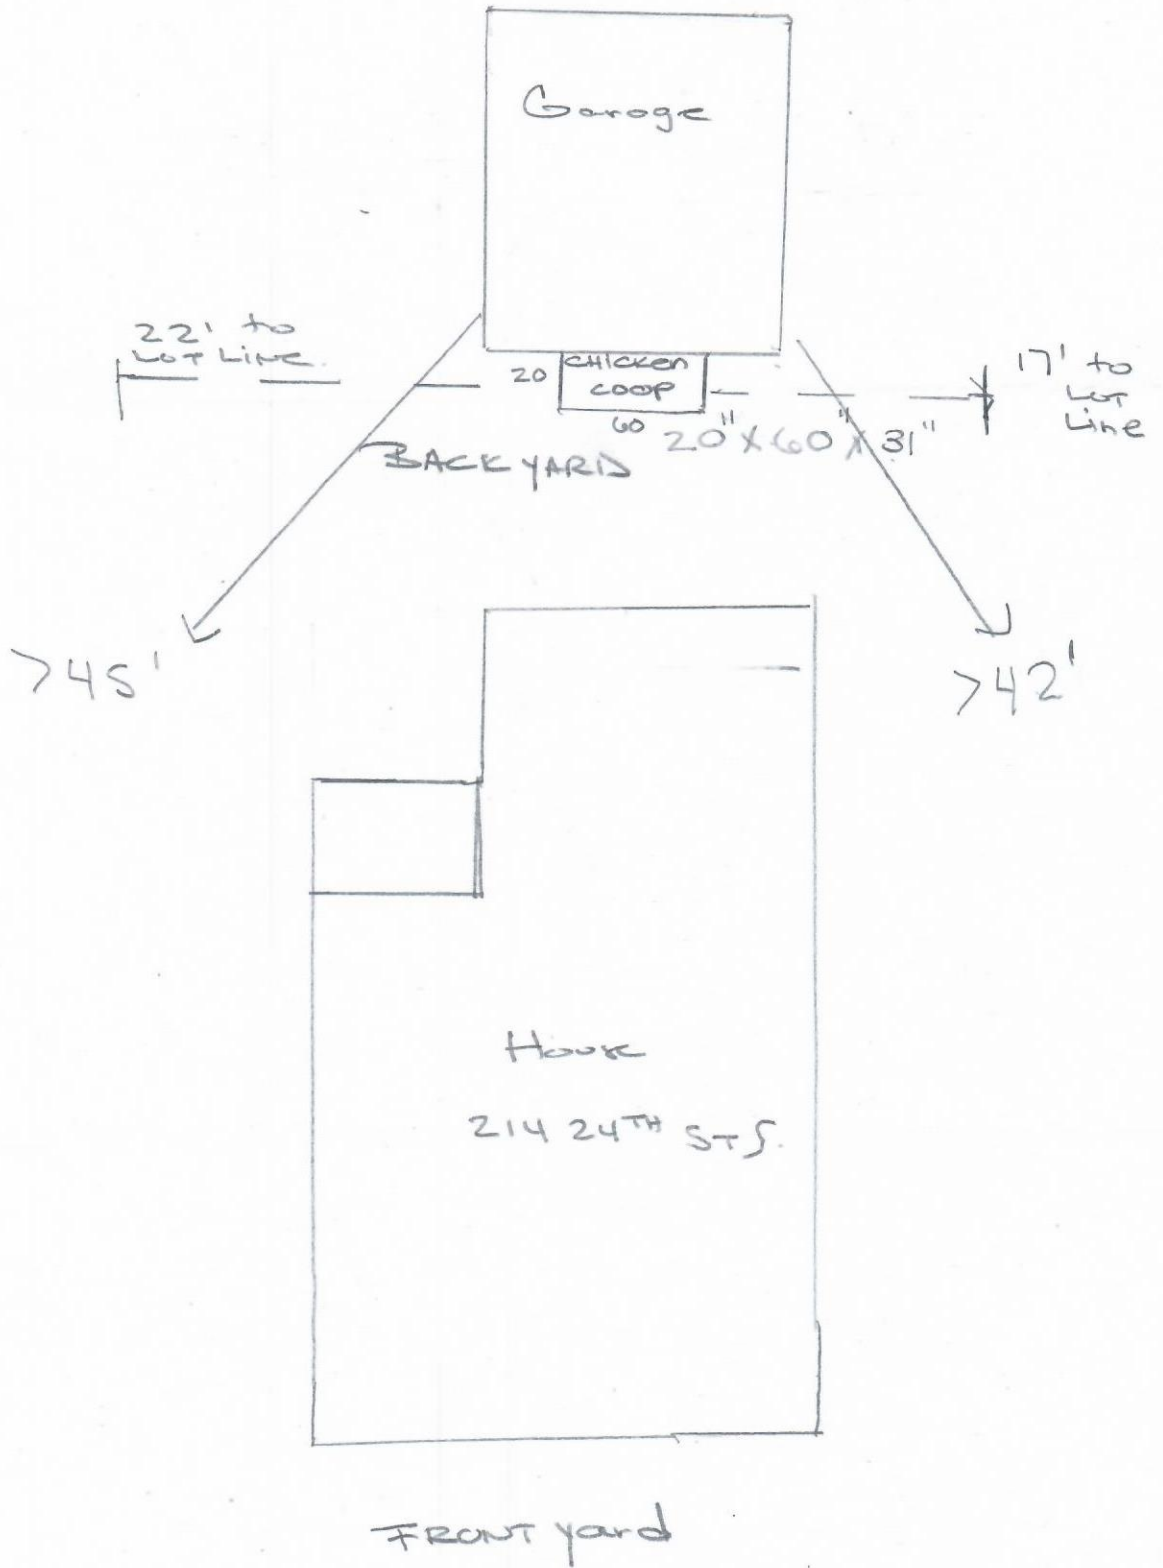 Garage
22' to
LOT LINE.
CHICKEN
COOP
20
60
17' to
LOT
Line
20" X 60" X 31"
BACKYARD
>45'
>42'
House
214 24TH ST S.
FRONT yard